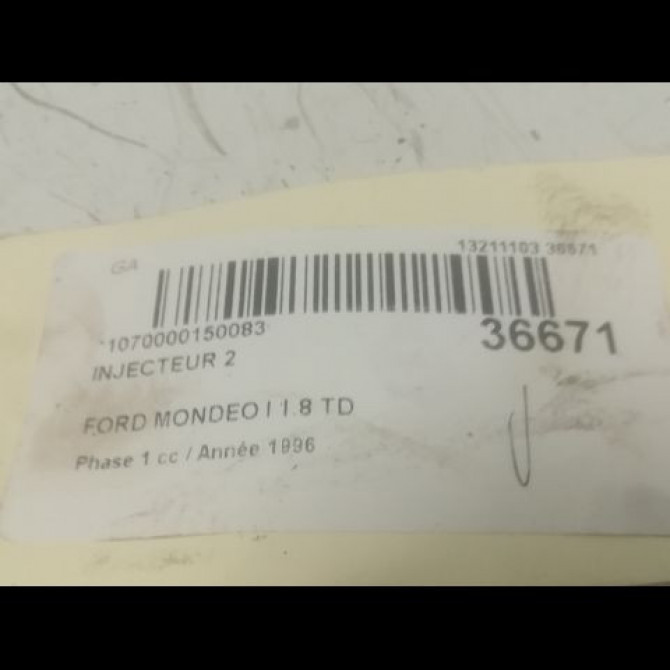 GA 13211103 36671
*1070000150083* 36671
INJECTEUR 2
FORD MONDEO I 1.8 TD
Phase 1 cc / Année 1996